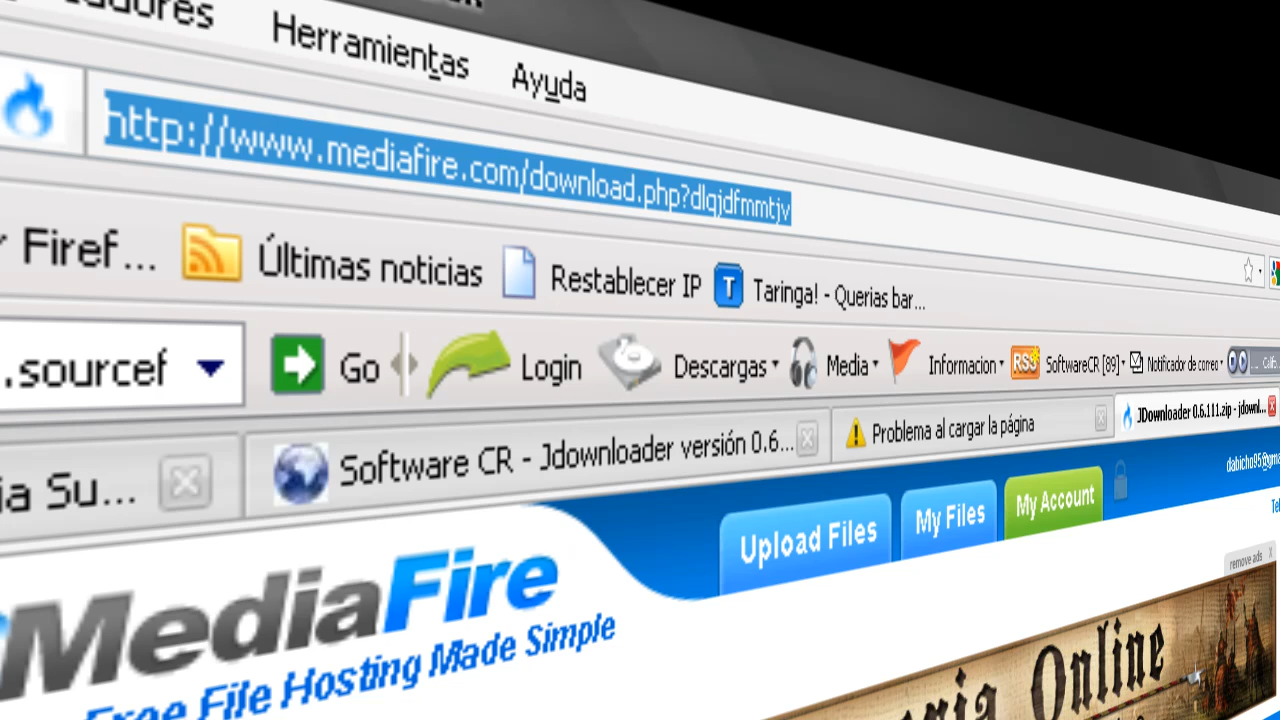 Herramientas Ayuda
http://www.mediafire.com/download.php?dlqjdfmmtjv
Firef... Últimas noticias Restablecer IP Taringa! - Querias bar...
.sourcef Go Login Descargas Media Informacion SoftwareCR [89] Notificador de correo
ia Su... Software CR - Jdownloader versión 0.6... Problema al cargar la página JDownloader 0.6.111.zip - jdownl...
Upload Files My Files My Account
MediaFire
Free File Hosting Made Simple
remove ads X
Online